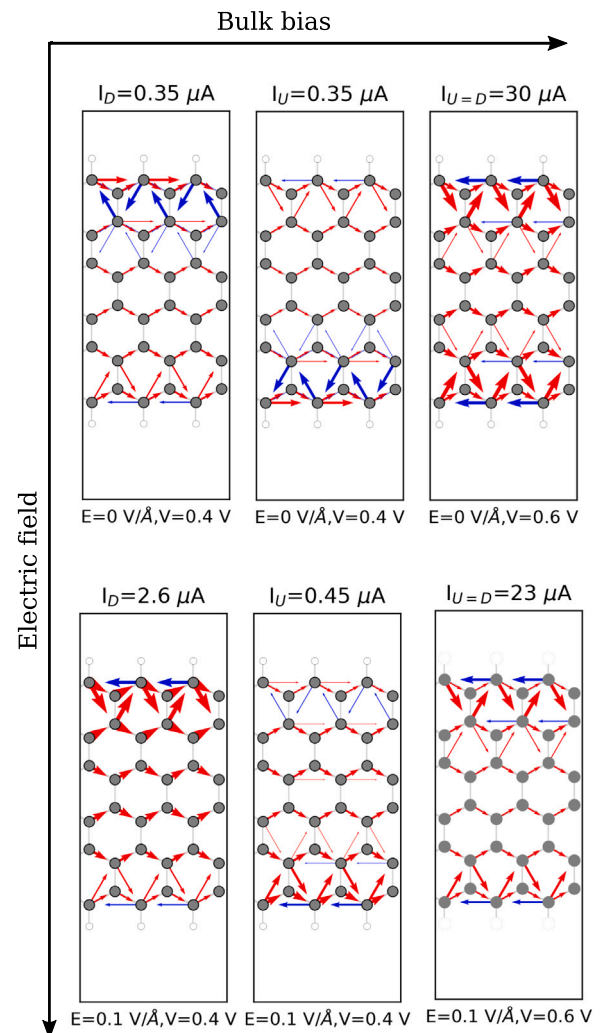 Bulk bias
Electric field
I_D=0.35 μA
I_U=0.35 μA
I_{U=D}=30 μA
E=0 V/Å,V=0.4 V
E=0 V/Å,V=0.4 V
E=0 V/Å,V=0.6 V
I_D=2.6 μA
I_U=0.45 μA
I_{U=D}=23 μA
E=0.1 V/Å,V=0.4 V
E=0.1 V/Å,V=0.4 V
E=0.1 V/Å,V=0.6 V